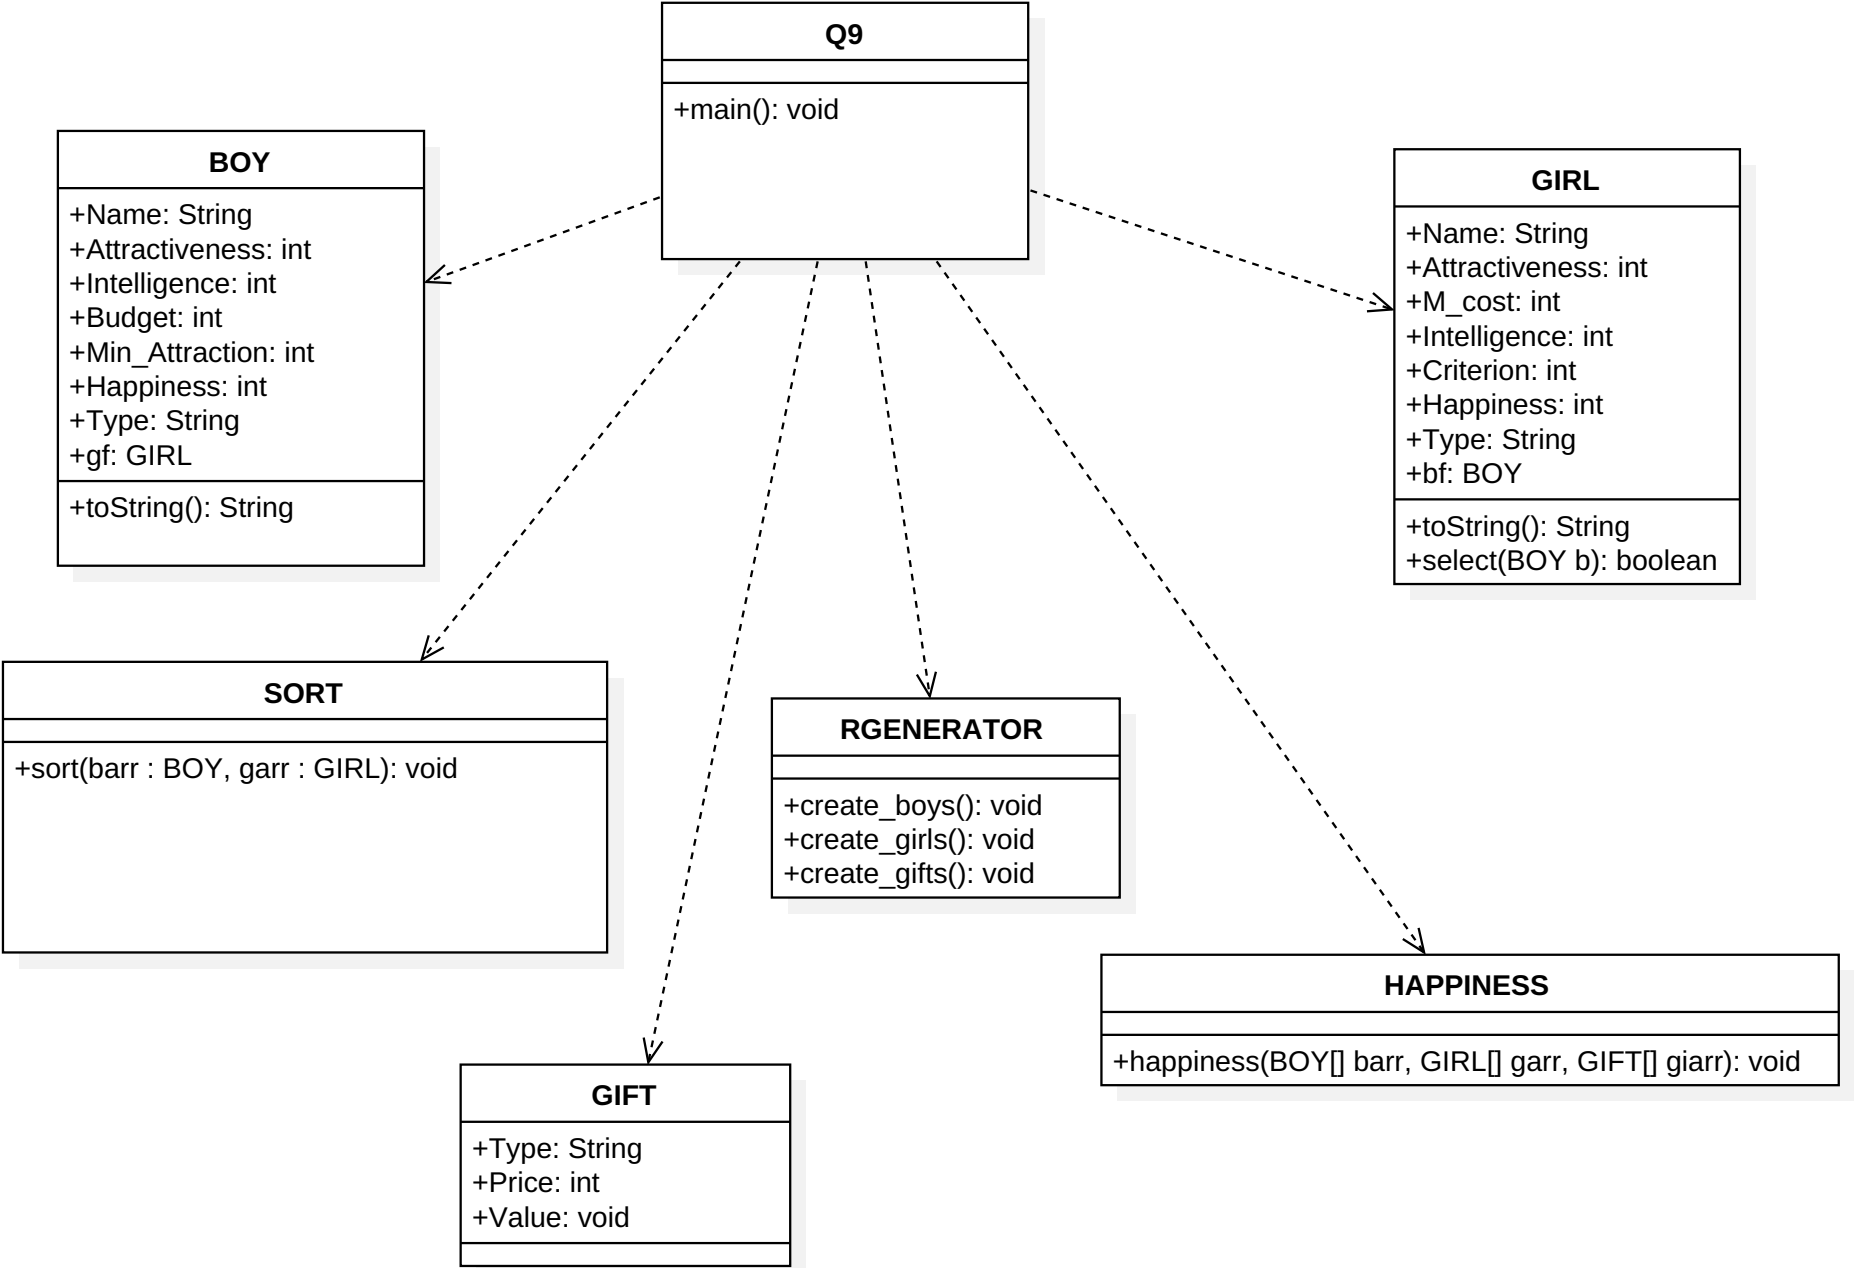 Q9
+main(): void
BOY
+Name: String
+Attractiveness: int
+Intelligence: int
+Budget: int
+Min_Attraction: int
+Happiness: int
+Type: String
+gf: GIRL
+toString(): String
GIRL
+Name: String
+Attractiveness: int
+M_cost: int
+Intelligence: int
+Criterion: int
+Happiness: int
+Type: String
+bf: BOY
+toString(): String
+select(BOY b): boolean
SORT
+sort(barr : BOY, garr : GIRL): void
RGENERATOR
+create_boys(): void
+create_girls(): void
+create_gifts(): void
HAPPINESS
+happiness(BOY[] barr, GIRL[] garr, GIFT[] giarr): void
GIFT
+Type: String
+Price: int
+Value: void